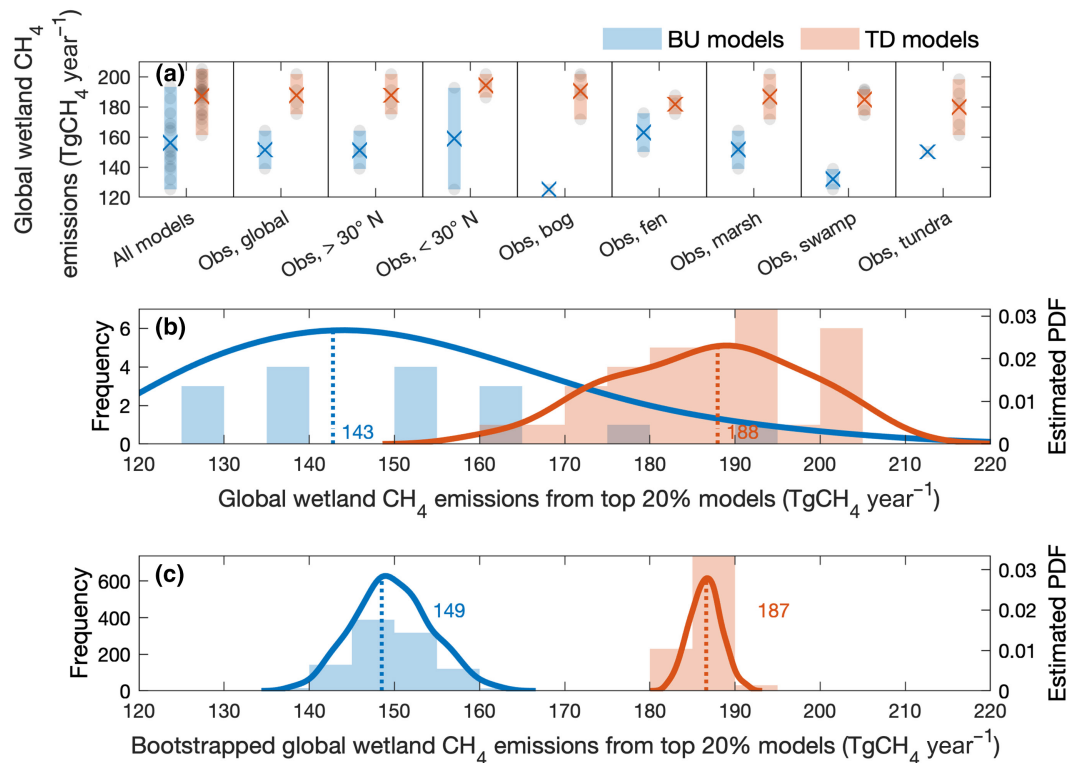 BU models TD models
Global wetland CH4
emissions (TgCH4 year−1)
(a)
200
180
160
140
120
All models
Obs, global
Obs, > 30° N
Obs, < 30° N
Obs, bog
Obs, fen
Obs, marsh
Obs, swamp
Obs, tundra
(b)
Frequency
6
4
2
0
143
188
0.03
0.02
0.01
0
Estimated PDF
120 130 140 150 160 170 180 190 200 210 220
Global wetland CH4 emissions from top 20% models (TgCH4 year−1)
(c)
Frequency
600
400
200
0
149
187
0.03
0.02
0.01
0
Estimated PDF
120 130 140 150 160 170 180 190 200 210 220
Bootstrapped global wetland CH4 emissions from top 20% models (TgCH4 year−1)